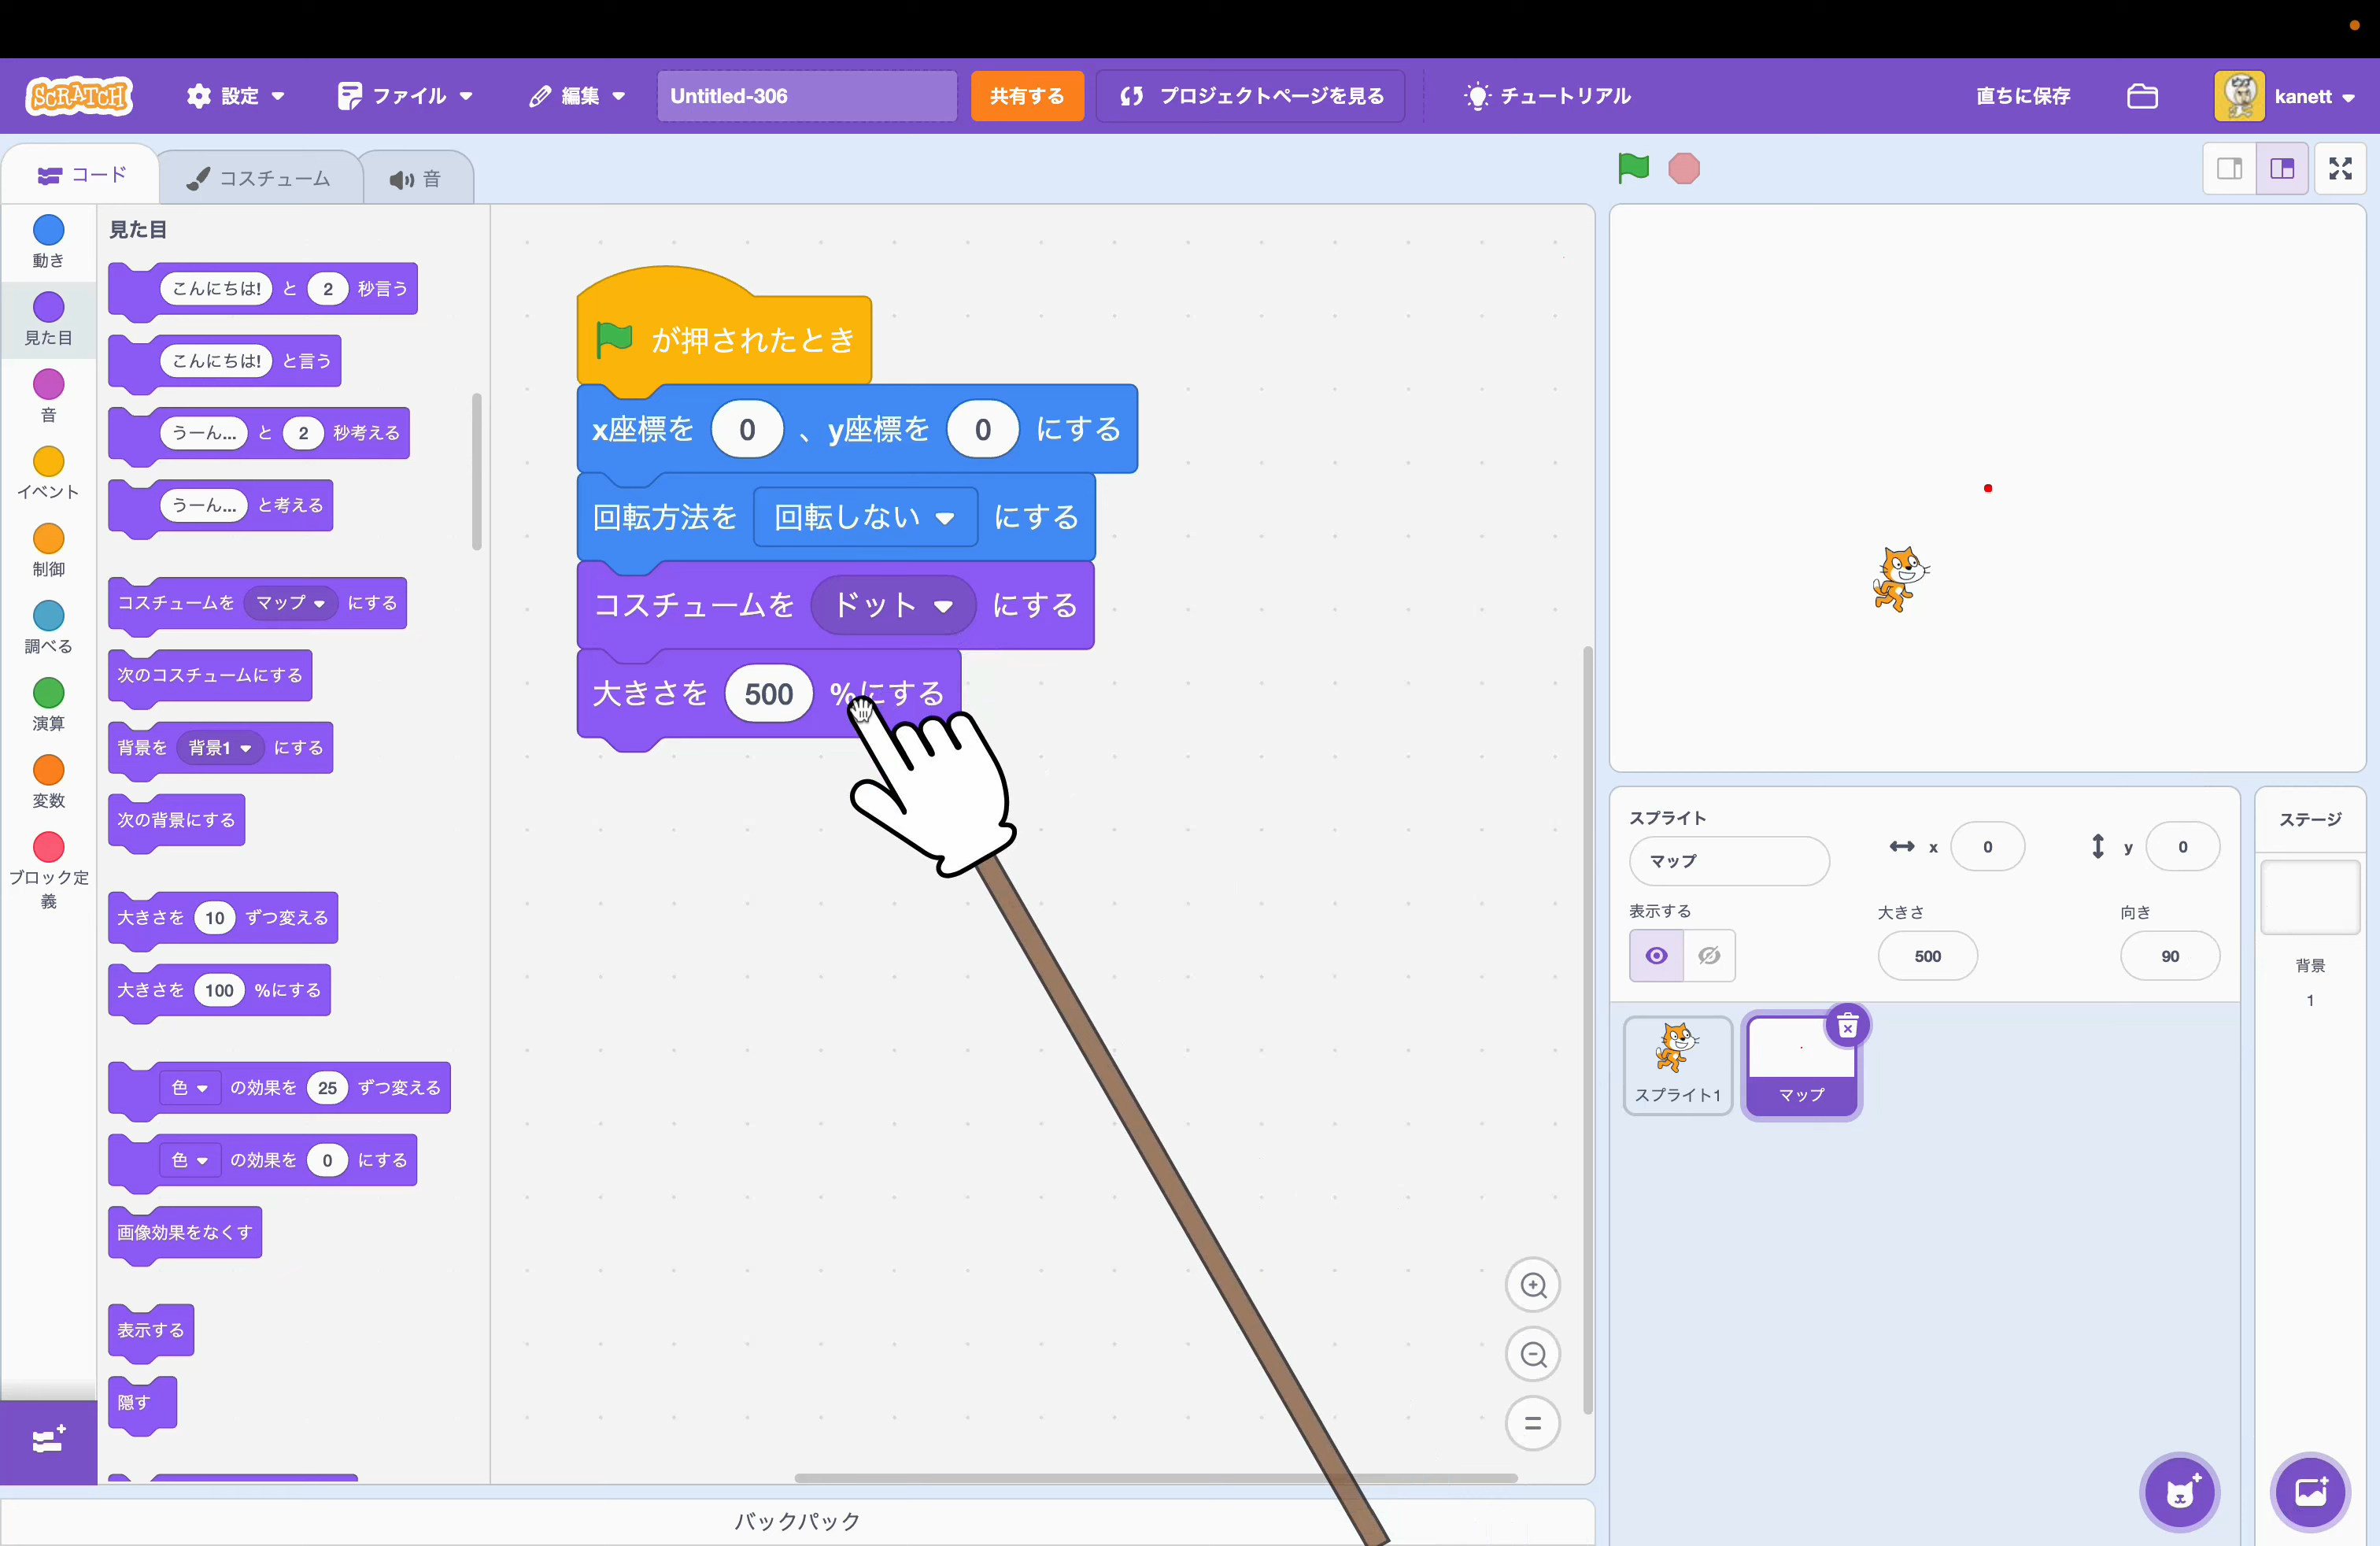 SCRATCH
設定
ファイル
編集
Untitled-306
共有する
プロジェクトページを見る
チュートリアル
直ちに保存
kanett
コード
コスチューム
音
動き
見た目
音
イベント
制御
調べる
演算
変数
ブロック定
義
見た目
こんにちは! と 2 秒言う
こんにちは! と言う
うーん... と 2 秒考える
うーん... と考える
コスチュームを マップ にする
次のコスチュームにする
背景を 背景1 にする
次の背景にする
大きさを 10 ずつ変える
大きさを 100 %にする
色 の効果を 25 ずつ変える
色 の効果を 0 にする
画像効果をなくす
表示する
隠す
が押されたとき
x座標を 0 、y座標を 0 にする
回転方法を 回転しない にする
コスチュームを ドット にする
大きさを 500 %にする
バックパック
スプライト
マップ
x 0
y 0
表示する
大きさ
500
向き
90
スプライト1
マップ
ステージ
背景
1